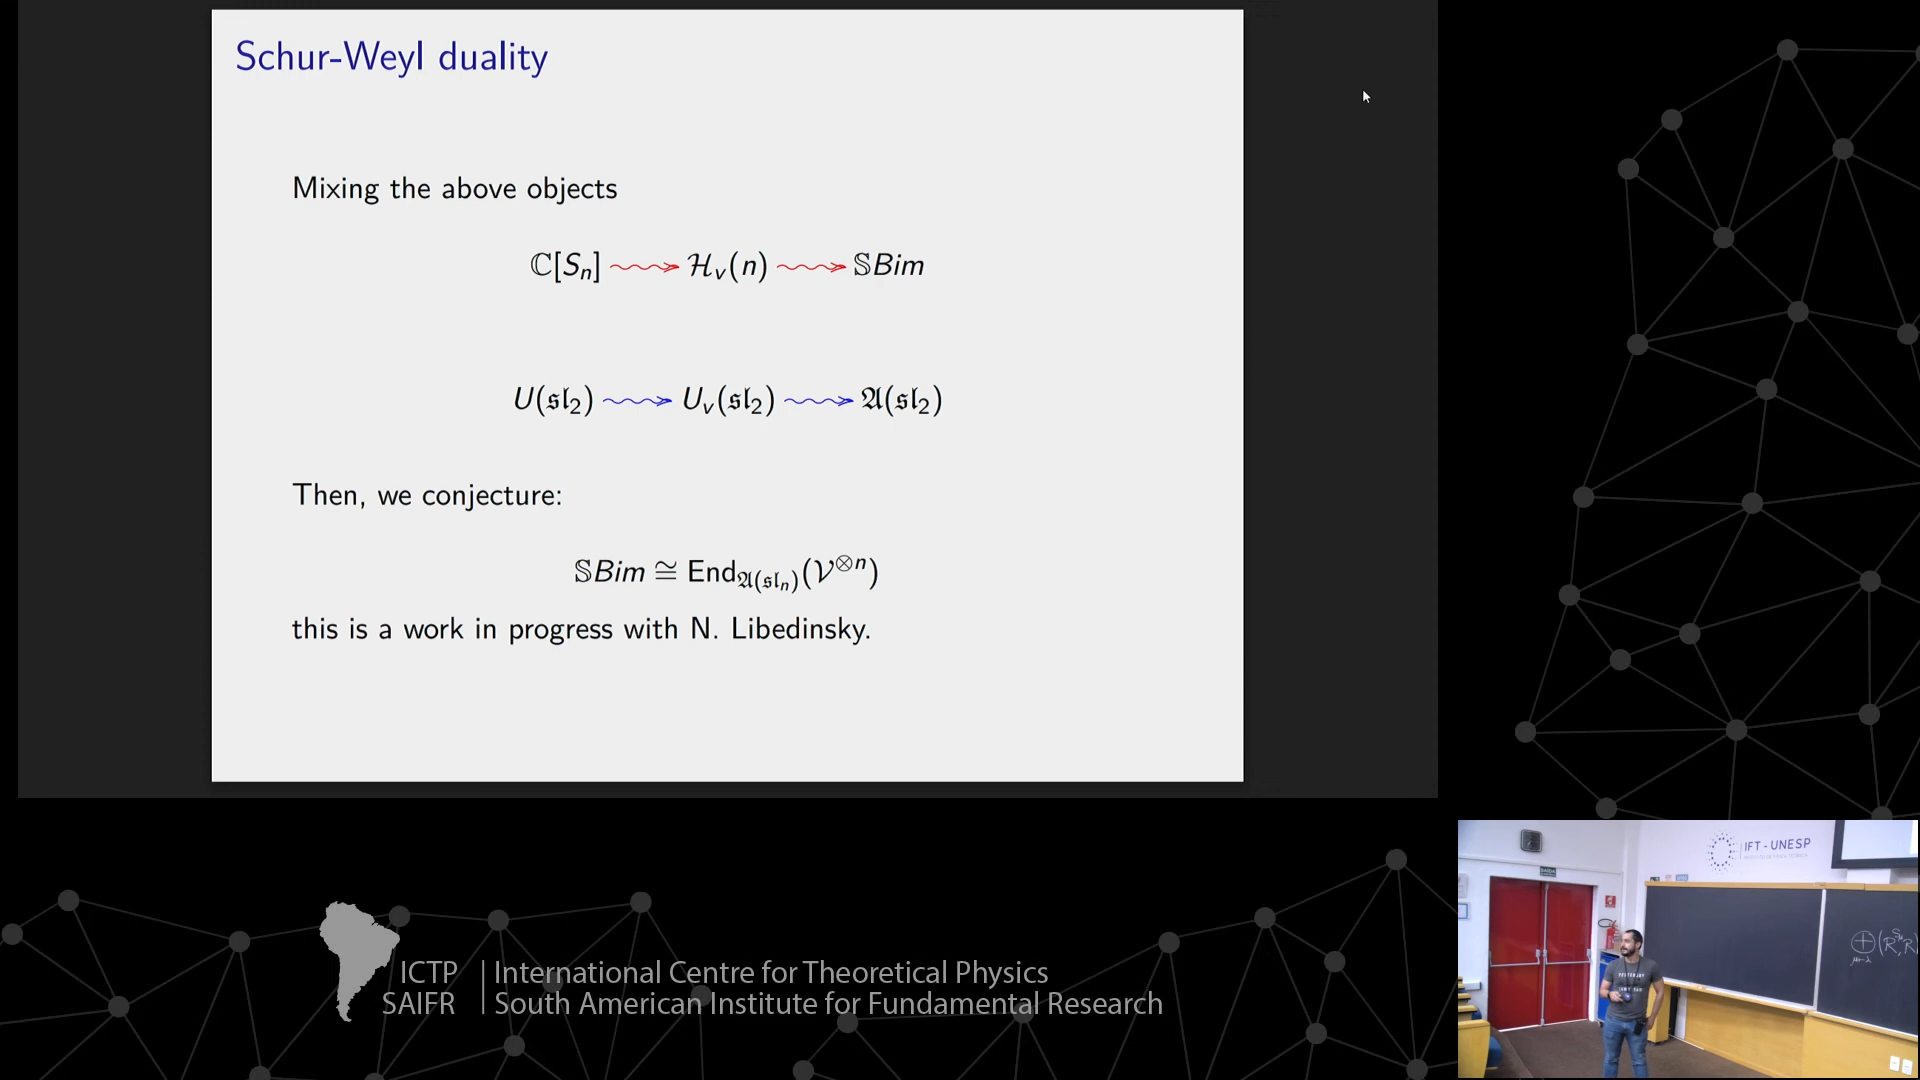 Schur-Weyl duality
Mixing the above objects
ℂ[Sₙ] ⇝ ℋᵥ(n) ⇝ 𝕊Bim
U(𝔰𝔩₂) ⇝ Uᵥ(𝔰𝔩₂) ⇝ 𝔄(𝔰𝔩₂)
Then, we conjecture:
𝕊Bim ≅ End_{𝔄(𝔰𝔩ₙ)}(𝒱^{⊗n})
this is a work in progress with N. Libedinsky.
IFT - UNESP
ICTP | International Centre for Theoretical Physics
SAIFR | South American Institute for Fundamental Research